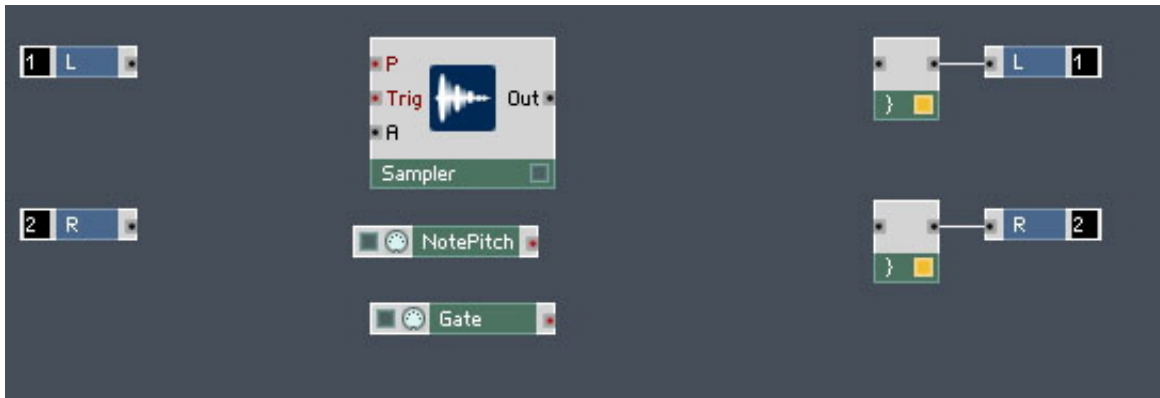 1 L
P
Trig Out
A
Sampler
} L 1
2 R
NotePitch
Gate
} R 2